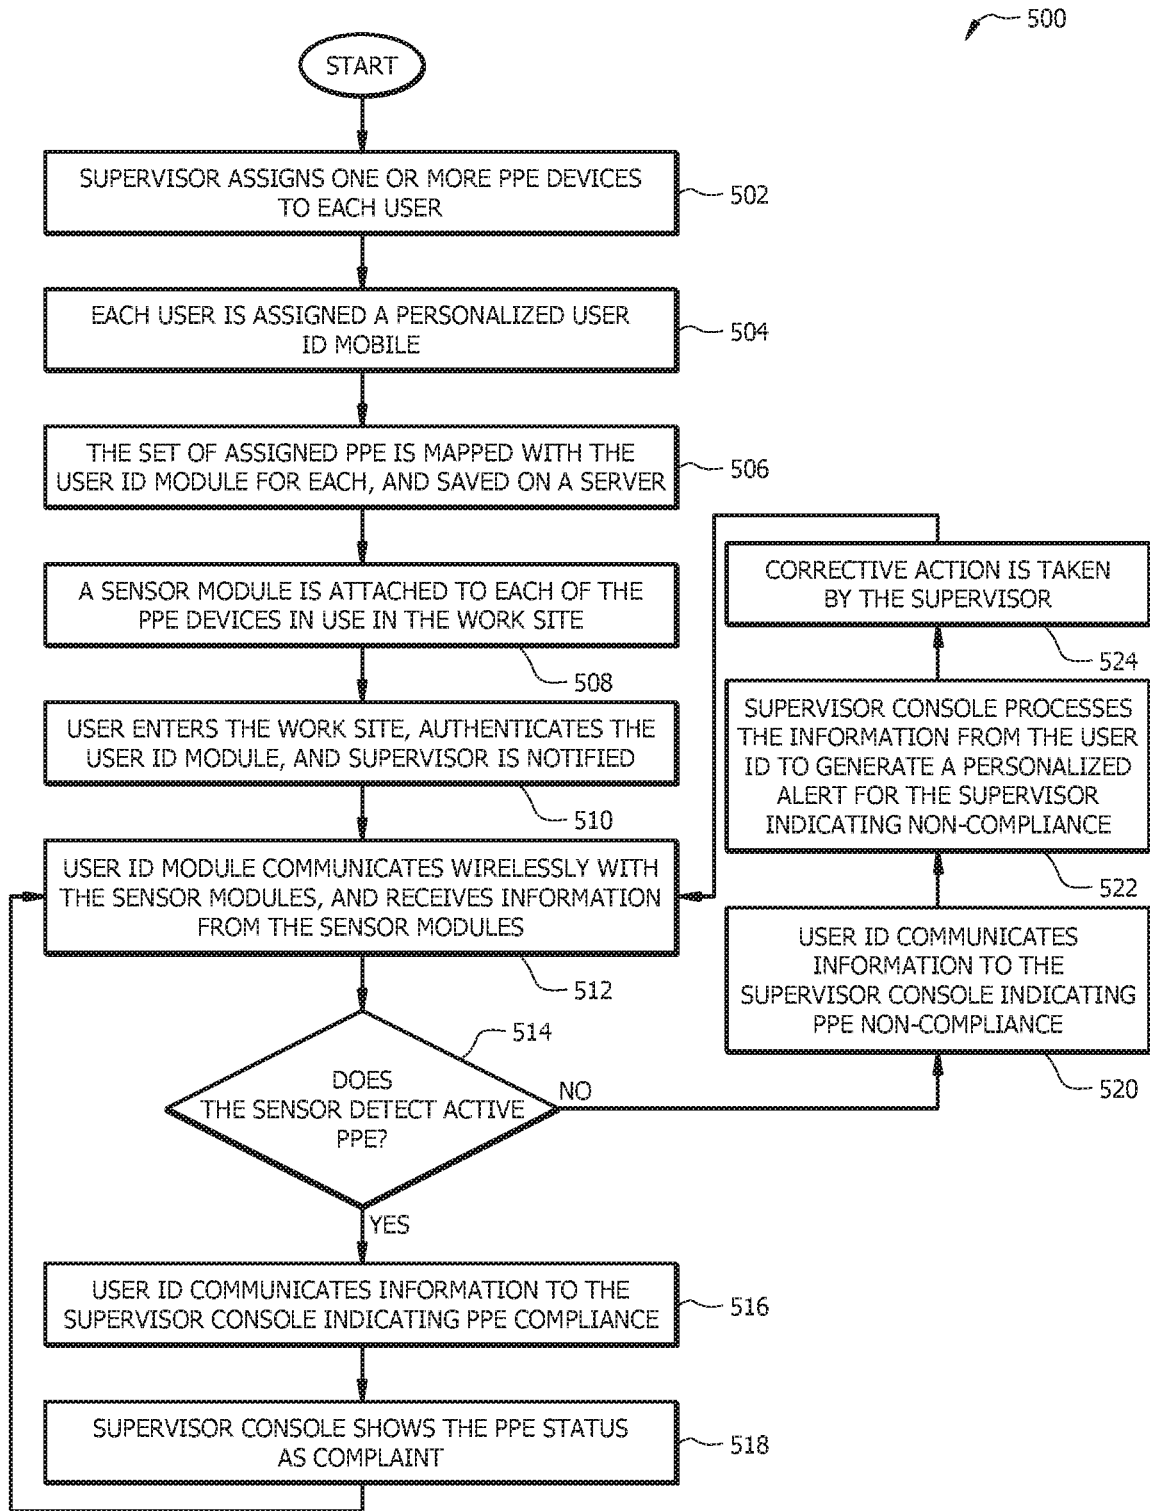 500
START
SUPERVISOR ASSIGNS ONE OR MORE PPE DEVICES
TO EACH USER
502
EACH USER IS ASSIGNED A PERSONALIZED USER
ID MOBILE
504
THE SET OF ASSIGNED PPE IS MAPPED WITH THE
USER ID MODULE FOR EACH, AND SAVED ON A SERVER
506
A SENSOR MODULE IS ATTACHED TO EACH OF THE
PPE DEVICES IN USE IN THE WORK SITE
508
USER ENTERS THE WORK SITE, AUTHENTICATES THE
USER ID MODULE, AND SUPERVISOR IS NOTIFIED
510
USER ID MODULE COMMUNICATES WIRELESSLY WITH
THE SENSOR MODULES, AND RECEIVES INFORMATION
FROM THE SENSOR MODULES
512
DOES
THE SENSOR DETECT ACTIVE
PPE?
514
NO
YES
USER ID COMMUNICATES INFORMATION TO THE
SUPERVISOR CONSOLE INDICATING PPE COMPLIANCE
516
SUPERVISOR CONSOLE SHOWS THE PPE STATUS
AS COMPLAINT
518
USER ID COMMUNICATES
INFORMATION TO THE
SUPERVISOR CONSOLE INDICATING
PPE NON-COMPLIANCE
520
SUPERVISOR CONSOLE PROCESSES
THE INFORMATION FROM THE USER
ID TO GENERATE A PERSONALIZED
ALERT FOR THE SUPERVISOR
INDICATING NON-COMPLIANCE
522
CORRECTIVE ACTION IS TAKEN
BY THE SUPERVISOR
524